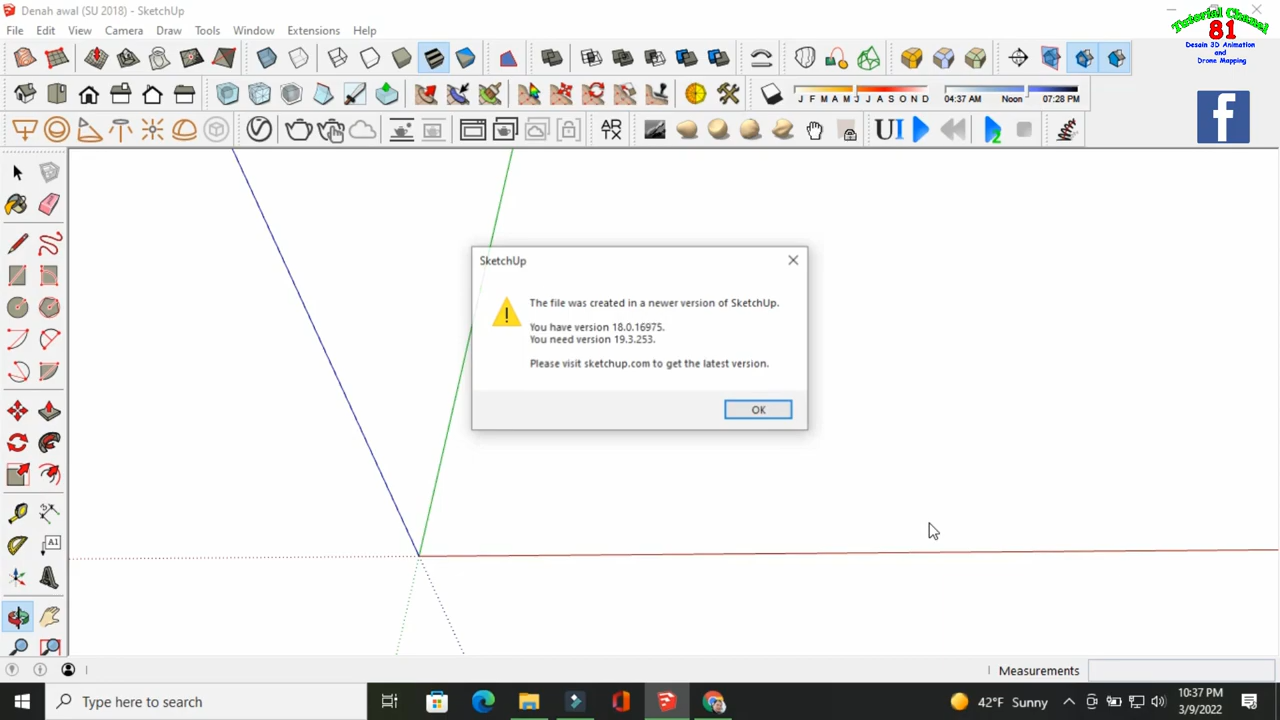 Denah awal (SU 2018) - SketchUp
Tutorial Chanel
81
Desain 3D Animation
and
Drone Mapping
File Edit View Camera Draw Tools Window Extensions Help
J F M A M J J A S O N D
04:37 AM Noon 07:28 PM
AR
TX
UI
2
f
SketchUp
The file was created in a newer version of SketchUp.
You have version 18.0.16975.
You need version 19.3.253.
Please visit sketchup.com to get the latest version.
OK
A1
Measurements
Type here to search
42°F Sunny
10:37 PM
3/9/2022